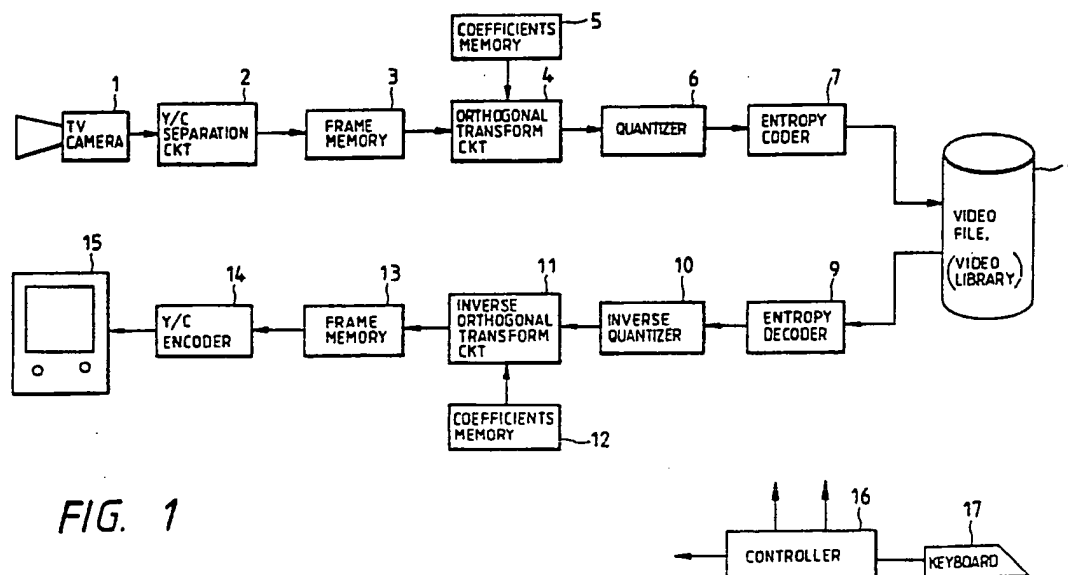 COEFFICIENTS
MEMORY
5
1
2
3
4
6
7
TV
CAMERA
Y/C
SEPARATION
CKT
FRAME
MEMORY
ORTHOGONAL
TRANSFORM
CKT
QUANTIZER
ENTROPY
CODER
VIDEO
FILE,
(VIDEO
LIBRARY)
15
14
13
11
10
9
Y/C
ENCODER
FRAME
MEMORY
INVERSE
ORTHOGONAL
TRANSFORM
CKT
INVERSE
QUANTIZER
ENTROPY
DECODER
COEFFICIENTS
MEMORY
12
FIG. 1
16
17
CONTROLLER
KEYBOARD